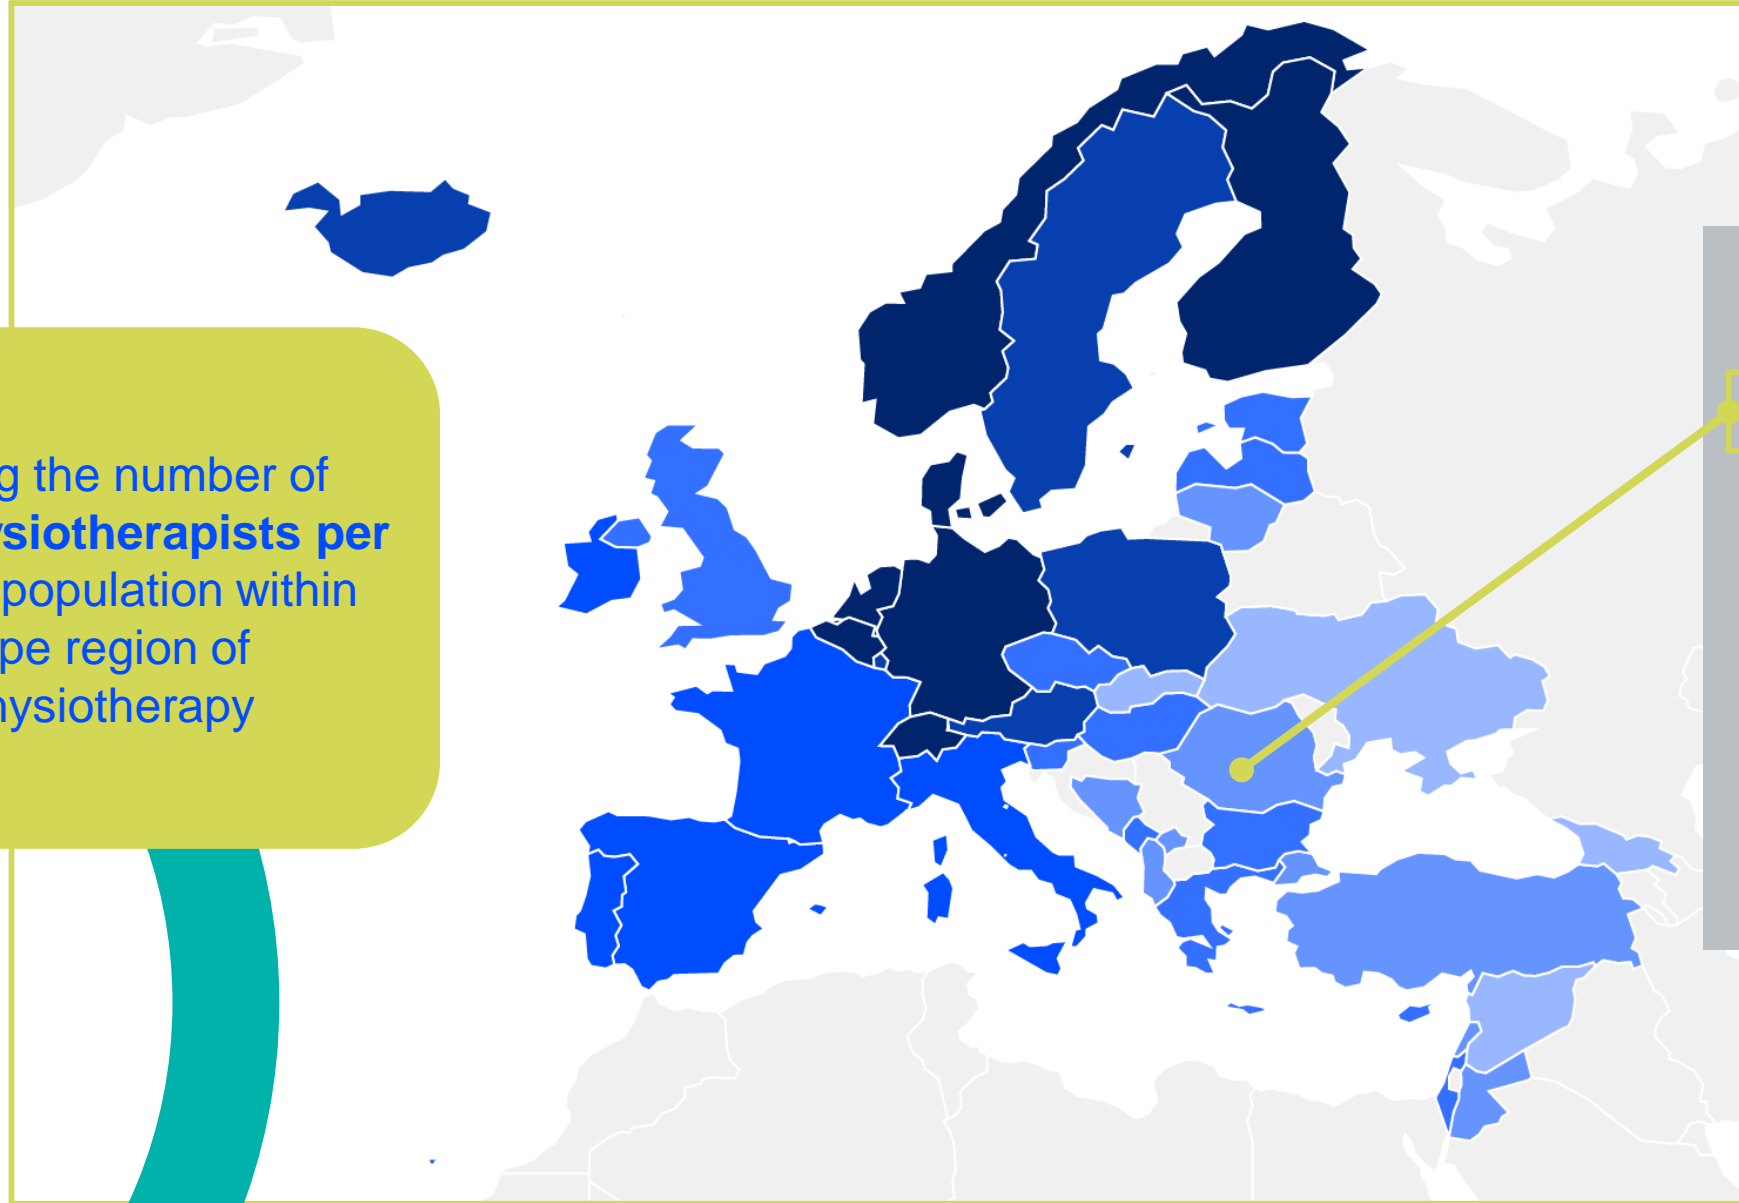 g the number of
ysiotherapists per
population within
pe region of
hysiotherapy